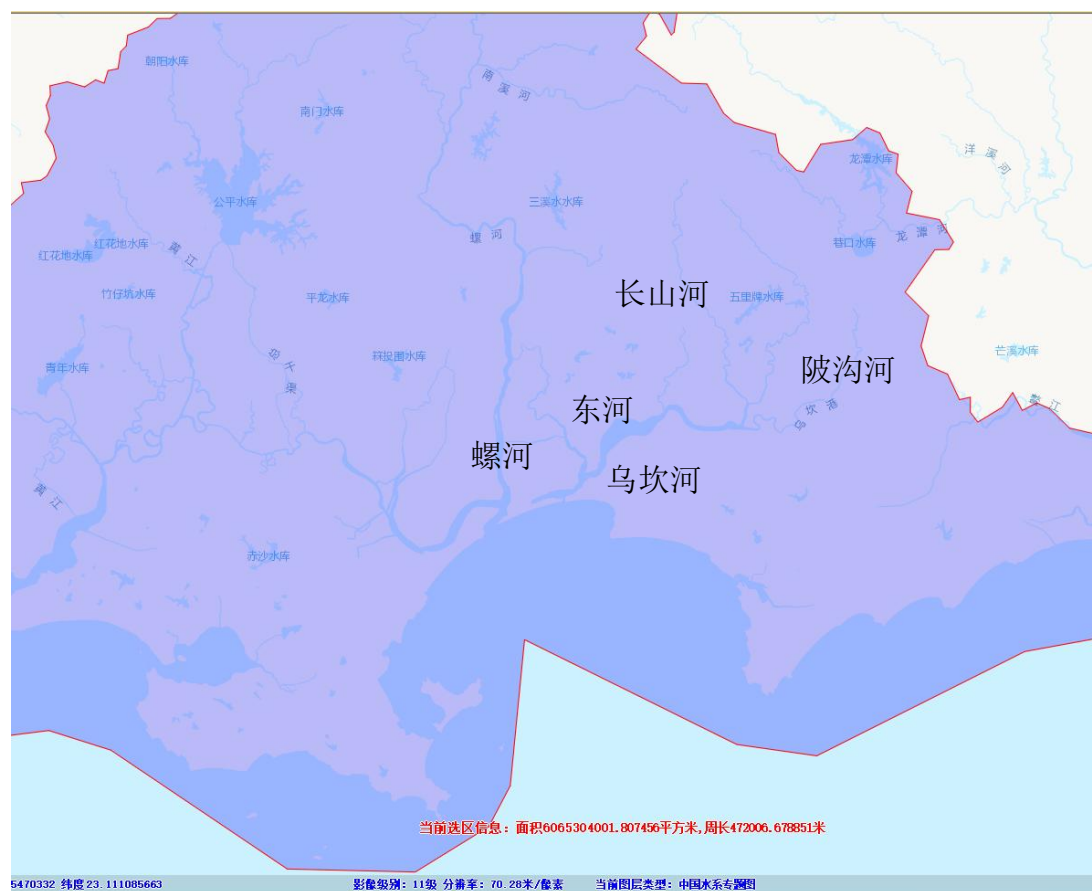 朝阳水库
南溪河
南门水库
洋溪河
龙潭水库
公平水库
三溪水水库
螺河
龙潭河
巷口水库
红花地水库
红花地水库
黄江
竹仔坑水库
平龙水库
长山河
五里牌水库
芒溪水库
青年水库
陂沟河
东河
乌坎港
螯江
螺河
乌坎河
黄江
赤沙水库
当前选区信息：面积6065304001.807456平方米,周长472006.678851米
5470332 纬度23.111085663
影像级别：11级 分辨率：70.28米/像素
当前图层类型：中国水系专题图